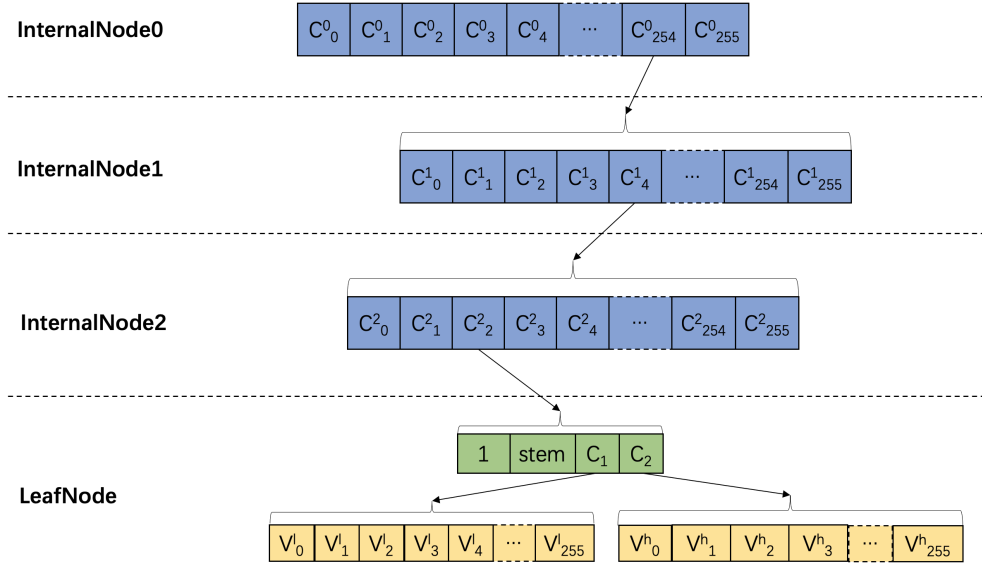 InternalNode0 C⁰₀ C⁰₁ C⁰₂ C⁰₃ C⁰₄ ... C⁰₂₅₄ C⁰₂₅₅
InternalNode1 C¹₀ C¹₁ C¹₂ C¹₃ C¹₄ ... C¹₂₅₄ C¹₂₅₅
InternalNode2 C²₀ C²₁ C²₂ C²₃ C²₄ ... C²₂₅₄ C²₂₅₅
1 stem C₁ C₂
LeafNode
Vˡ₀ Vˡ₁ Vˡ₂ Vˡ₃ Vˡ₄ ... Vˡ₂₅₅ Vʰ₀ Vʰ₁ Vʰ₂ Vʰ₃ ... Vʰ₂₅₅